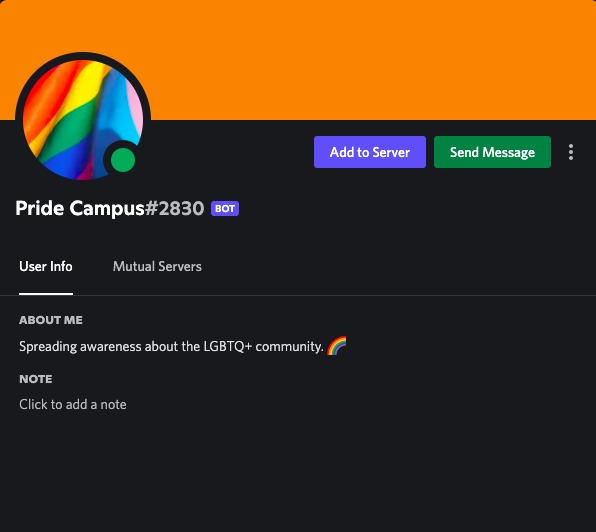 Add to Server
Send Message
Pride Campus#2830 BOT
User Info
Mutual Servers
ABOUT ME
Spreading awareness about the LGBTQ+ community. 🌈
NOTE
Click to add a note